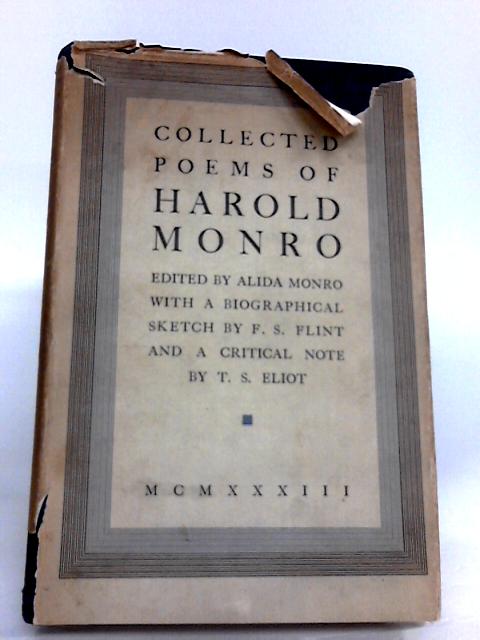 COLLECTED
POEMS OF
HAROLD
MONRO
EDITED BY ALIDA MONRO
WITH A BIOGRAPHICAL
SKETCH BY F. S. FLINT
AND A CRITICAL NOTE
BY T. S. ELIOT
MCMXXXIII